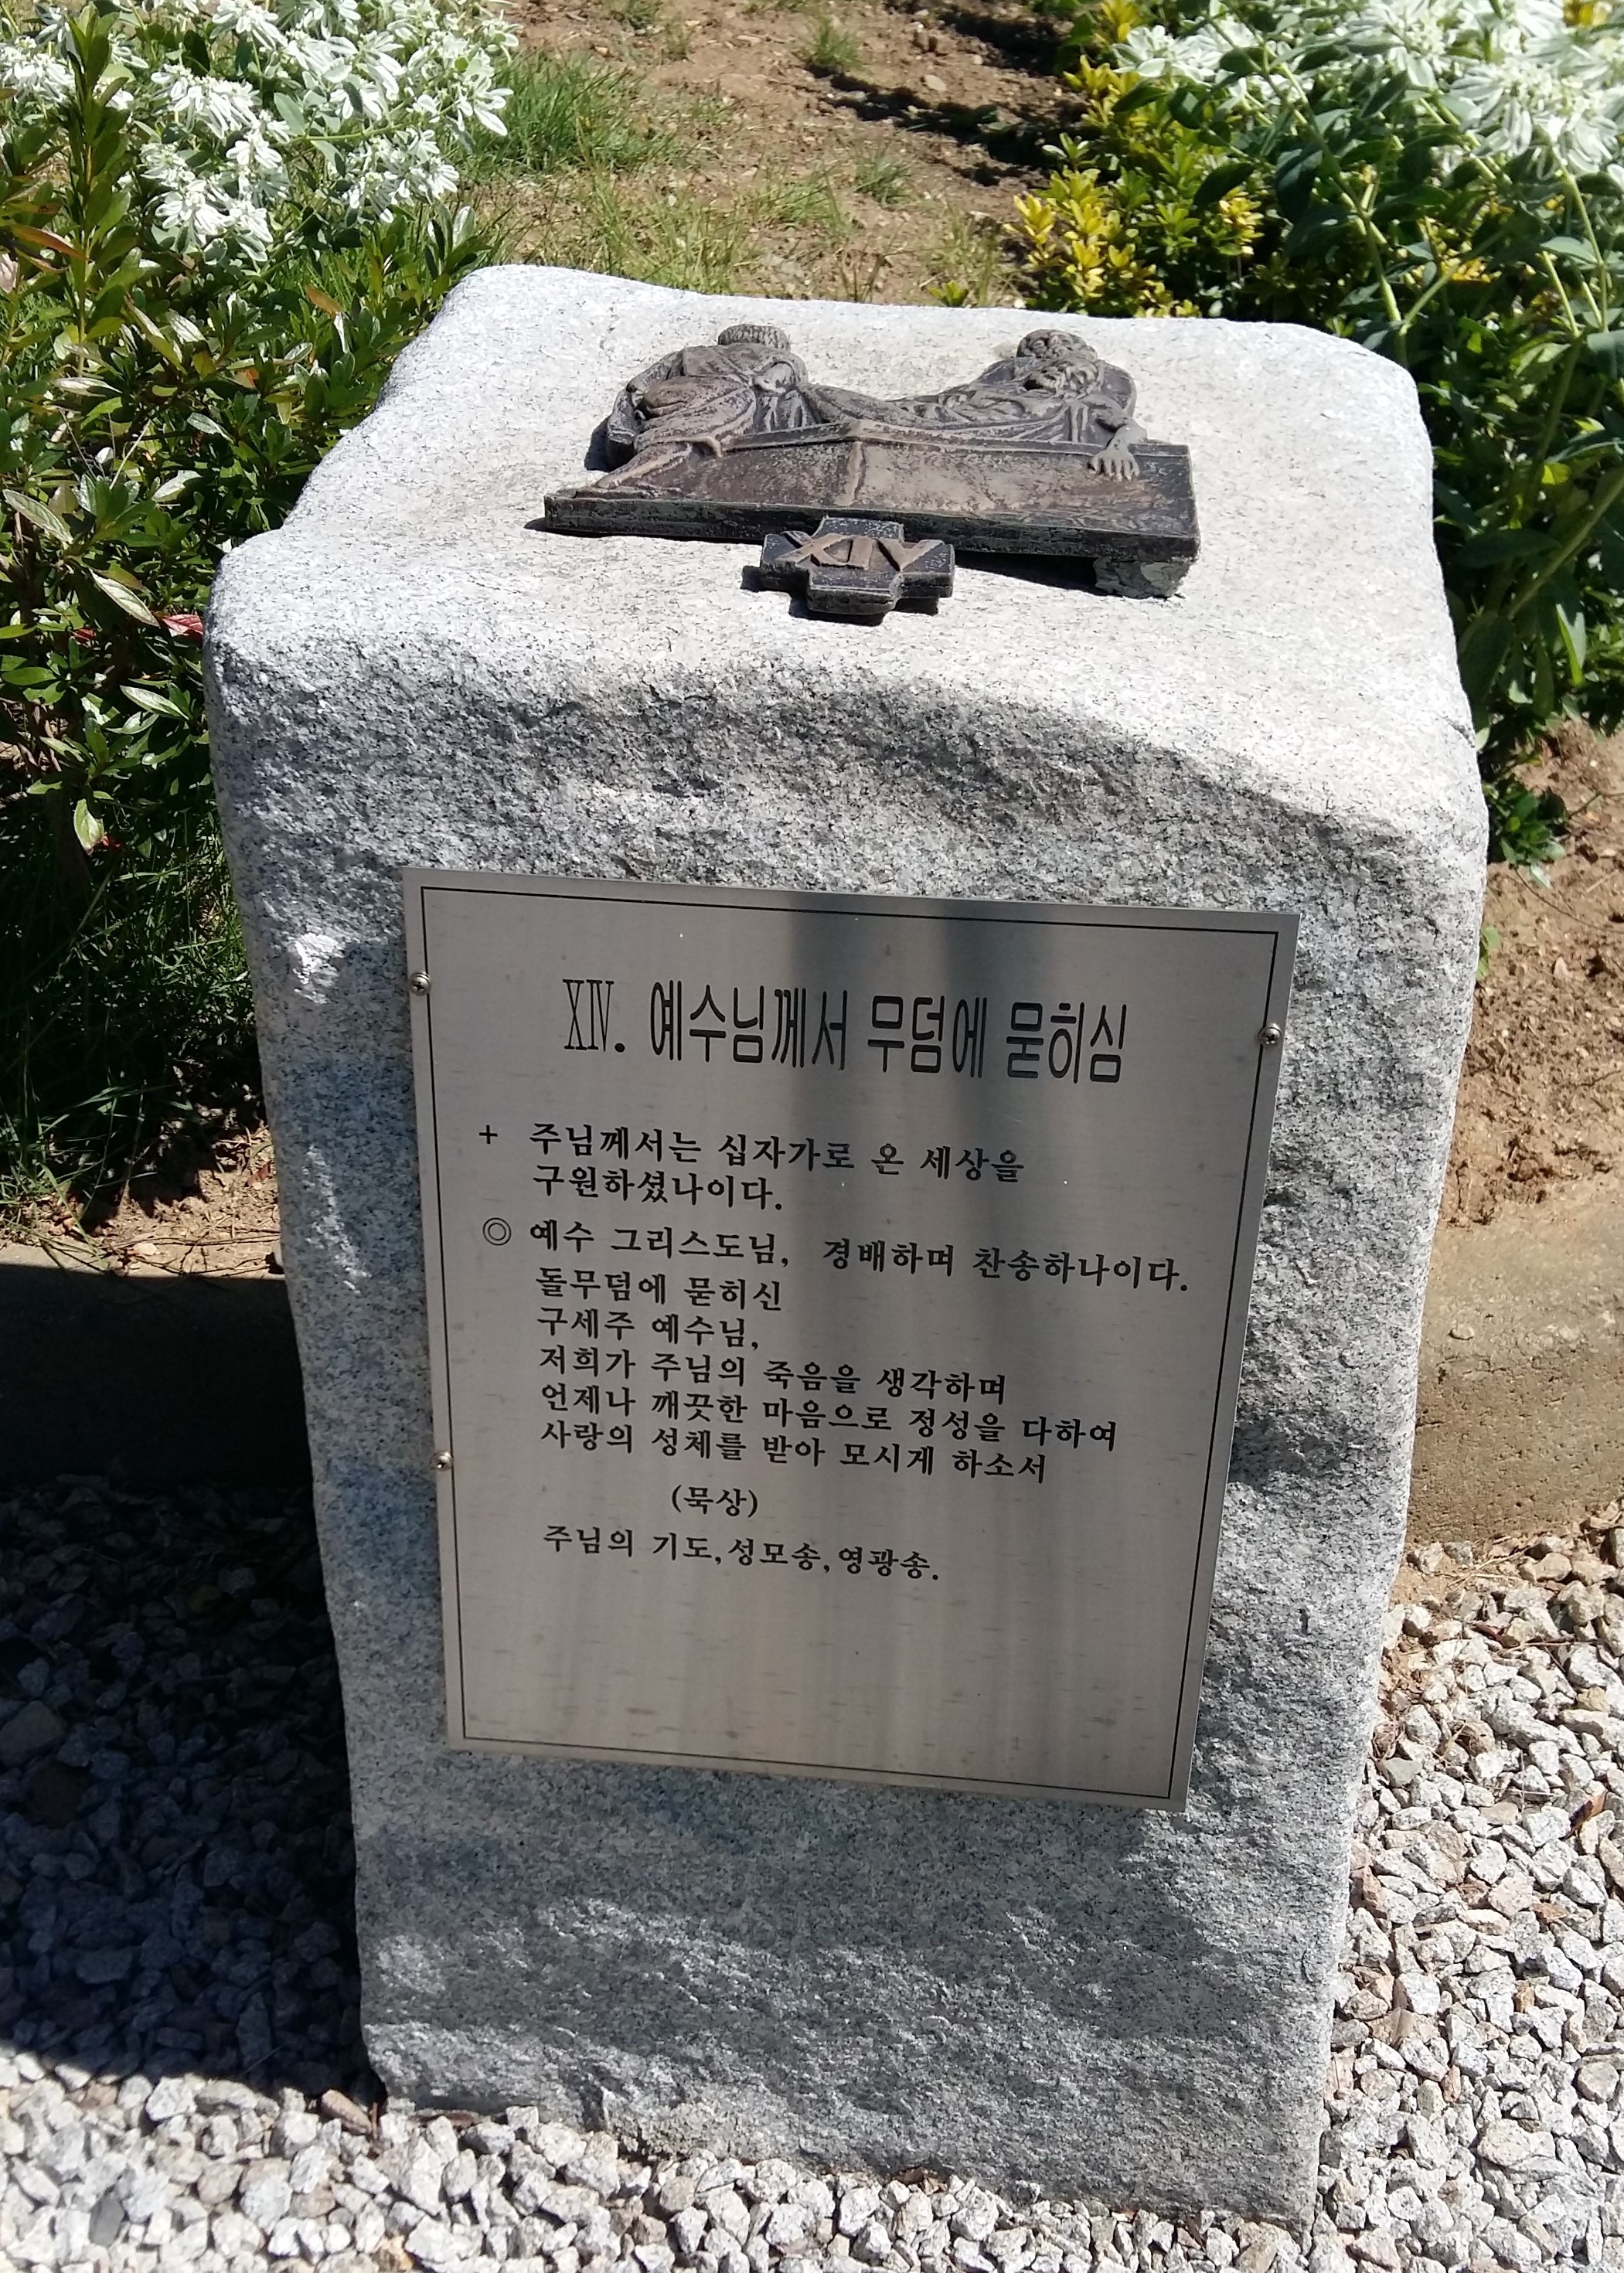 XIV
XIV. 예수님께서 무덤에 묻히심
+ 주님께서는 십자가로 온 세상을
구원하셨나이다.
◎ 예수 그리스도님, 경배하며 찬송하나이다.
돌무덤에 묻히신
구세주 예수님,
저희가 주님의 죽음을 생각하며
언제나 깨끗한 마음으로 정성을 다하여
사랑의 성체를 받아 모시게 하소서
(묵상)
주님의 기도,성모송,영광송.